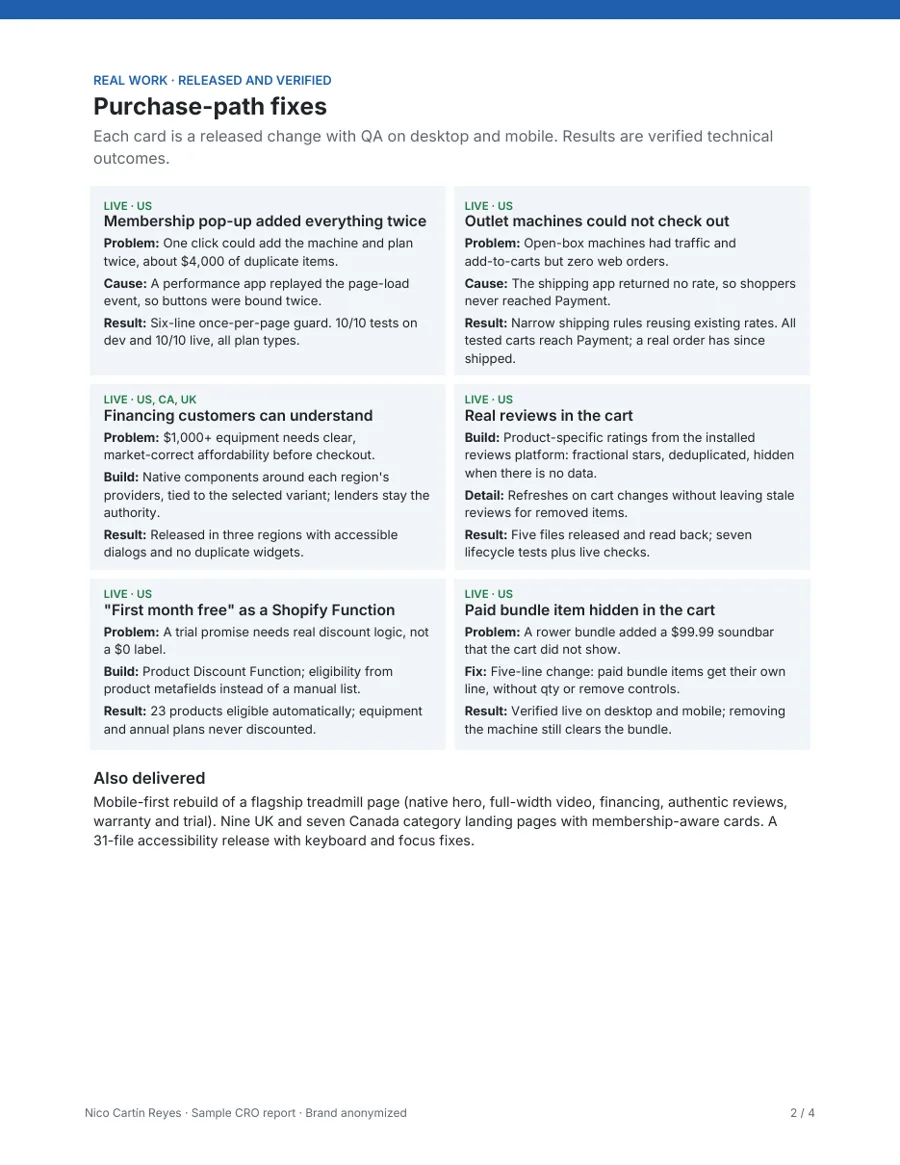 REAL WORK · RELEASED AND VERIFIED
Purchase-path fixes
Each card is a released change with QA on desktop and mobile. Results are verified technical
outcomes.
LIVE · US
Membership pop-up added everything twice
Problem: One click could add the machine and plan
twice, about $4,000 of duplicate items.
Cause: A performance app replayed the page-load
event, so buttons were bound twice.
Result: Six-line once-per-page guard. 10/10 tests on
dev and 10/10 live, all plan types.
LIVE · US
Outlet machines could not check out
Problem: Open-box machines had traffic and
add-to-carts but zero web orders.
Cause: The shipping app returned no rate, so shoppers
never reached Payment.
Result: Narrow shipping rules reusing existing rates. All
tested carts reach Payment; a real order has since
shipped.
LIVE · US, CA, UK
Financing customers can understand
Problem: $1,000+ equipment needs clear,
market-correct affordability before checkout.
Build: Native components around each region's
providers, tied to the selected variant; lenders stay the
authority.
Result: Released in three regions with accessible
dialogs and no duplicate widgets.
LIVE · US
Real reviews in the cart
Build: Product-specific ratings from the installed
reviews platform: fractional stars, deduplicated, hidden
when there is no data.
Detail: Refreshes on cart changes without leaving stale
reviews for removed items.
Result: Five files released and read back; seven
lifecycle tests plus live checks.
LIVE · US
"First month free" as a Shopify Function
Problem: A trial promise needs real discount logic, not
a $0 label.
Build: Product Discount Function; eligibility from
product metafields instead of a manual list.
Result: 23 products eligible automatically; equipment
and annual plans never discounted.
LIVE · US
Paid bundle item hidden in the cart
Problem: A rower bundle added a $99.99 soundbar
that the cart did not show.
Fix: Five-line change: paid bundle items get their own
line, without qty or remove controls.
Result: Verified live on desktop and mobile; removing
the machine still clears the bundle.
Also delivered
Mobile-first rebuild of a flagship treadmill page (native hero, full-width video, financing, authentic reviews,
warranty and trial). Nine UK and seven Canada category landing pages with membership-aware cards. A
31-file accessibility release with keyboard and focus fixes.
Nico Cartín Reyes · Sample CRO report · Brand anonymized
2 / 4